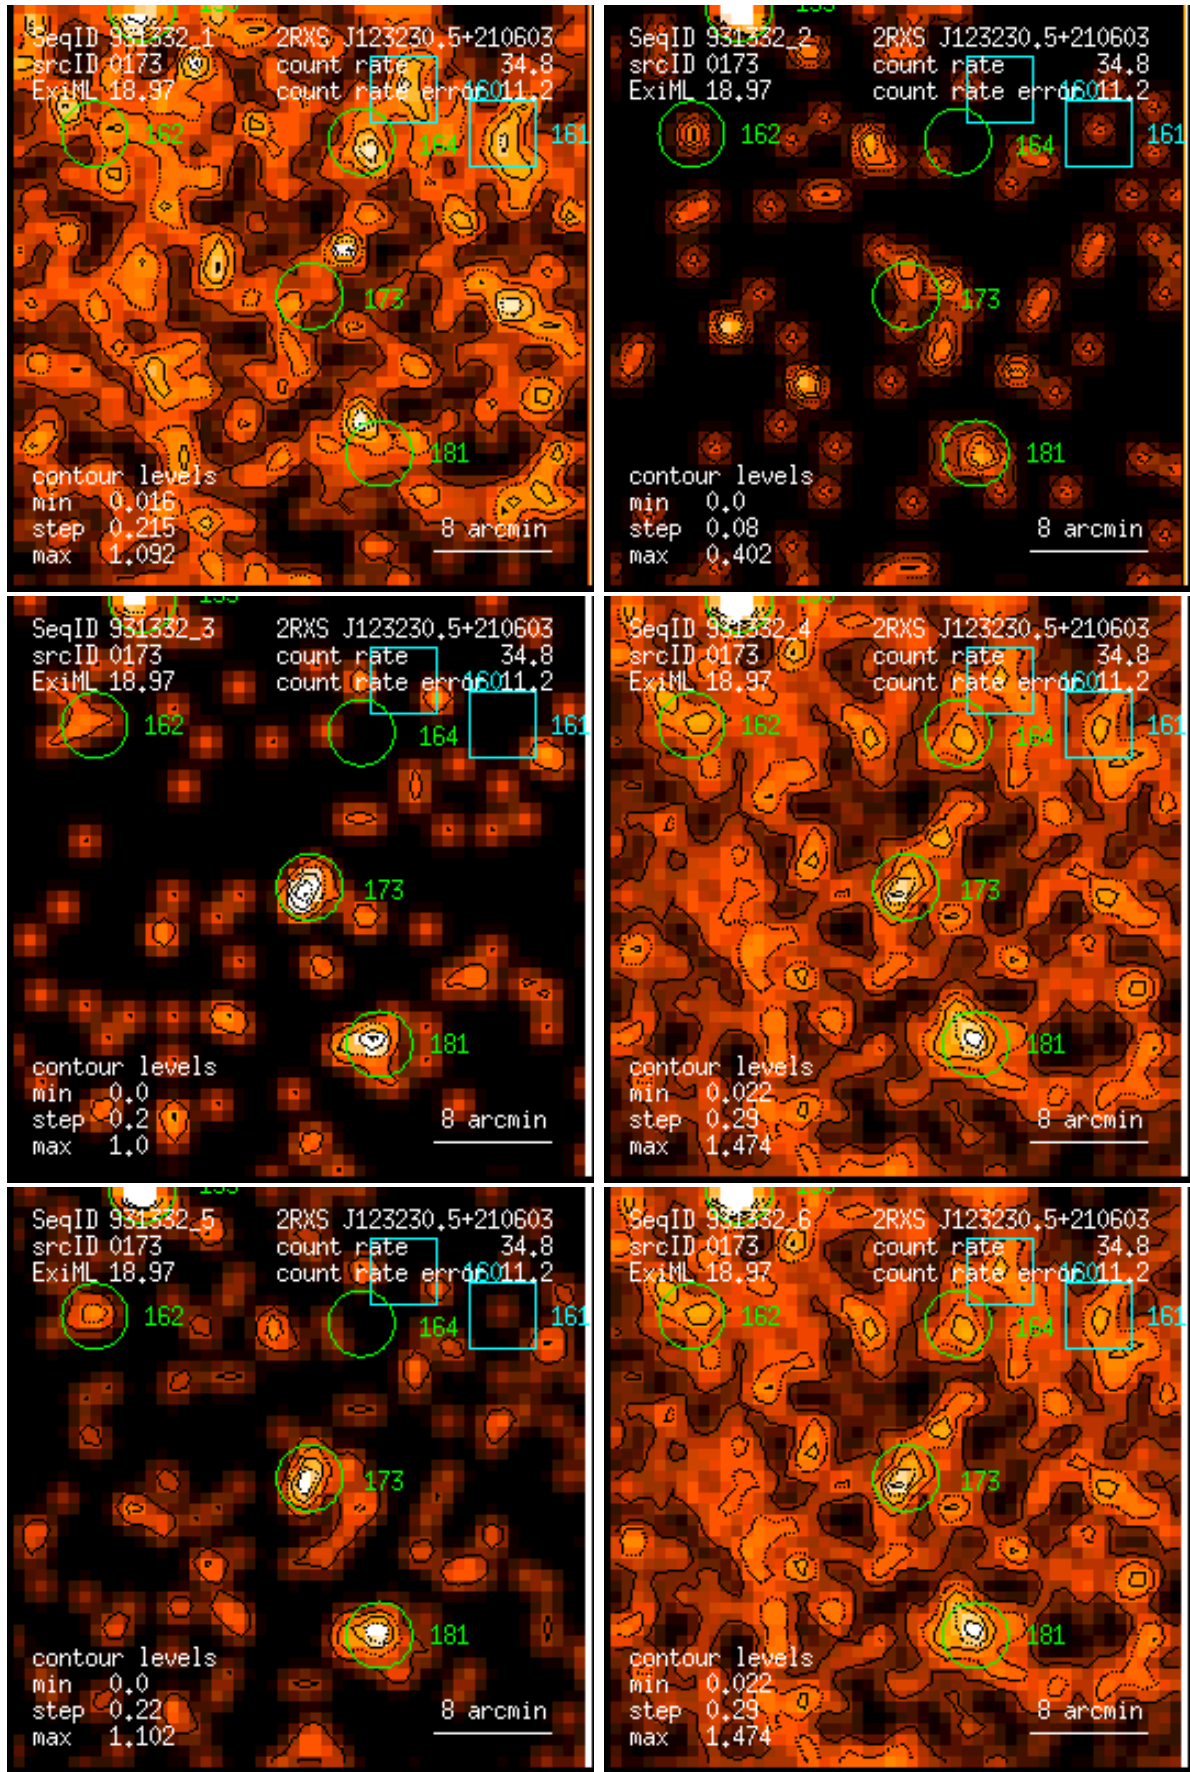 SeqID 931332_1 2RXS J123230.5+210603
srcID 0173 count rate 34.8
ExiML 18.97 count rate error 11.2
160
162
164
161
173
181
contour levels
min 0.016
step 0.215 8 arcmin
max 1.092
SeqID 931332_2 2RXS J123230.5+210603
srcID 0173 count rate 34.8
ExiML 18.97 count rate error 11.2
160
162
164
161
173
181
contour levels
min 0.0
step 0.08 8 arcmin
max 0.402
SeqID 931332_3 2RXS J123230.5+210603
srcID 0173 count rate 34.8
ExiML 18.97 count rate error 11.2
160
162
164
161
173
181
contour levels
min 0.0
step 0.2 8 arcmin
max 1.0
SeqID 931332_4 2RXS J123230.5+210603
srcID 0173 count rate 34.8
ExiML 18.97 count rate error 11.2
160
162
164
161
173
181
contour levels
min 0.022
step 0.29 8 arcmin
max 1.474
SeqID 931332_5 2RXS J123230.5+210603
srcID 0173 count rate 34.8
ExiML 18.97 count rate error 11.2
160
162
164
161
173
181
contour levels
min 0.0
step 0.22 8 arcmin
max 1.102
SeqID 931332_6 2RXS J123230.5+210603
srcID 0173 count rate 34.8
ExiML 18.97 count rate error 11.2
160
162
164
161
173
181
contour levels
min 0.022
step 0.29 8 arcmin
max 1.474